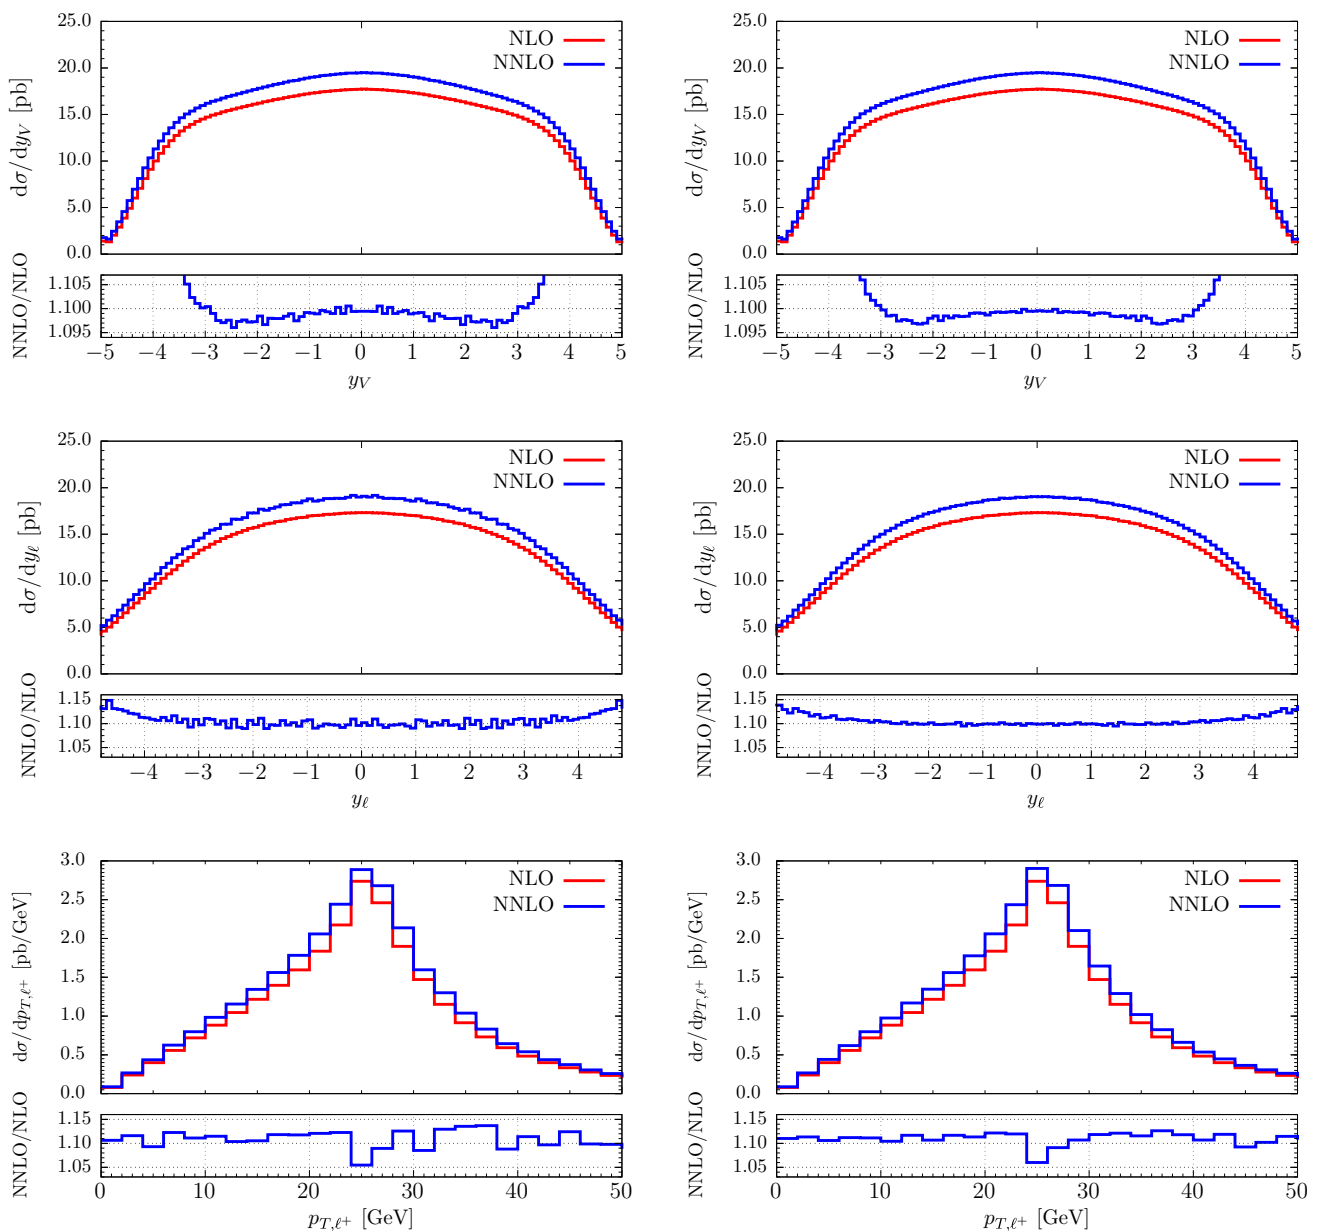 25.0
20.0
15.0
10.0
5.0
0.0
dσ/dy_V [pb]
NLO
NNLO
1.105
1.100
1.095
NNLO/NLO
−5 −4 −3 −2 −1 0 1 2 3 4 5
y_V
25.0
20.0
15.0
10.0
5.0
0.0
dσ/dy_V [pb]
NLO
NNLO
1.105
1.100
1.095
NNLO/NLO
−5 −4 −3 −2 −1 0 1 2 3 4 5
y_V
25.0
20.0
15.0
10.0
5.0
0.0
dσ/dy_ℓ [pb]
NLO
NNLO
1.15
1.10
1.05
NNLO/NLO
−4 −3 −2 −1 0 1 2 3 4
y_ℓ
25.0
20.0
15.0
10.0
5.0
0.0
dσ/dy_ℓ [pb]
NLO
NNLO
1.15
1.10
1.05
NNLO/NLO
−4 −3 −2 −1 0 1 2 3 4
y_ℓ
3.0
2.5
2.0
1.5
1.0
0.5
0.0
dσ/dp_{T,ℓ⁺} [pb/GeV]
NLO
NNLO
1.15
1.10
1.05
NNLO/NLO
0 10 20 30 40 50
p_{T,ℓ⁺} [GeV]
3.0
2.5
2.0
1.5
1.0
0.5
0.0
dσ/dp_{T,ℓ⁺} [pb/GeV]
NLO
NNLO
1.15
1.10
1.05
NNLO/NLO
0 10 20 30 40 50
p_{T,ℓ⁺} [GeV]